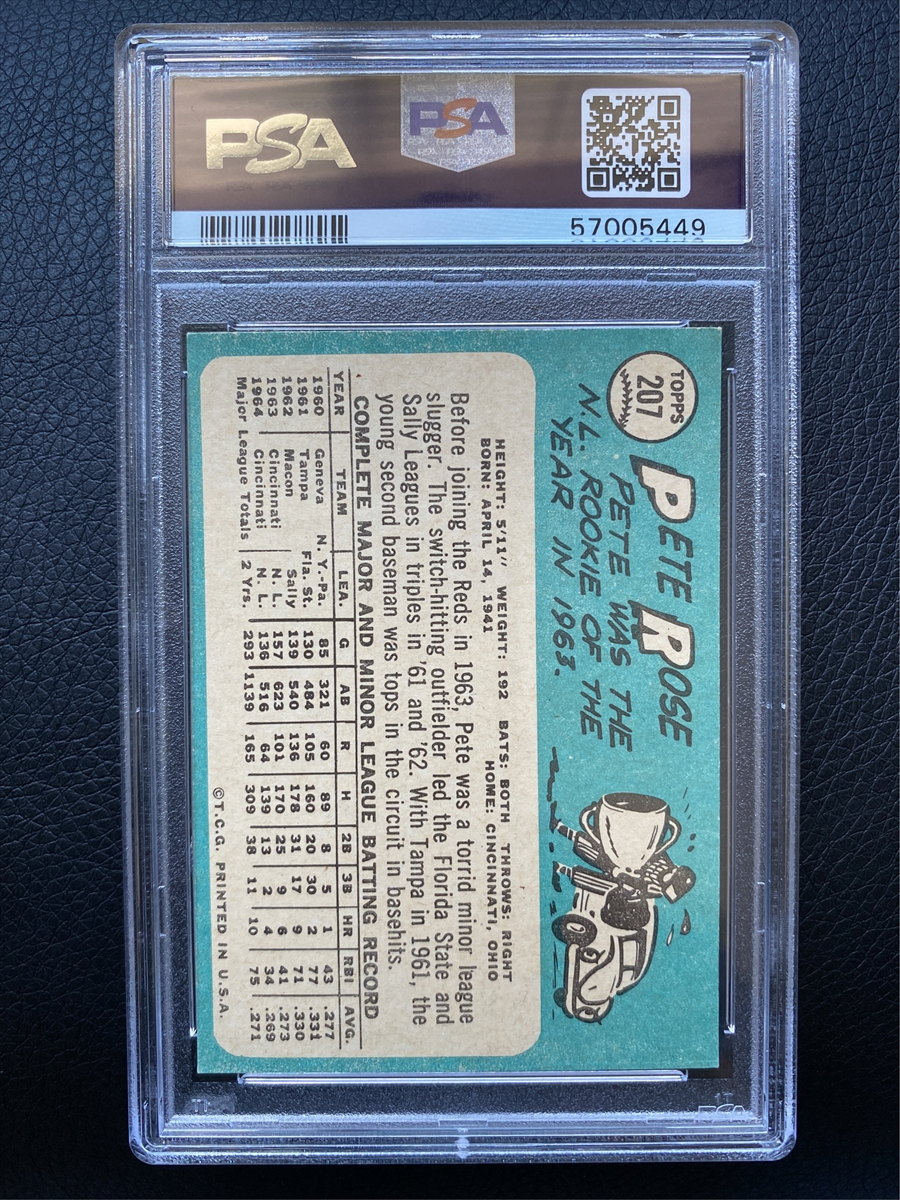 PSA
PSA
57005449
TOPPS
207
PETE ROSE
PETE WAS THE
N.L. ROOKIE OF THE
YEAR IN 1963.
HEIGHT: 5/11" WEIGHT: 192 BATS: BOTH THROWS: RIGHT
BORN: APRIL 14, 1941 HOME: CINCINNATI, OHIO
Before joining the Reds in 1963, Pete was a torrid minor league
slugger. The switch-hitting outfielder led the Florida State and
Sally Leagues in triples in '61 and '62. With Tampa in 1961, the
young second baseman was tops in the circuit in basehits.
COMPLETE MAJOR AND MINOR LEAGUE BATTING RECORD
YEAR TEAM LEA. G AB R H 2B 3B HR RBI AVG.
1960 Geneva N. Y.-Pa. 85 321 60 89 8 5 1 43 .277
1961 Tampa Fla. St. 130 484 105 160 20 30 2 77 .331
1962 Macon Sally 139 540 136 178 31 17 9 71 .330
1963 Cincinnati N. L. 157 623 101 170 25 9 6 41 .273
1964 Cincinnati N. L. 136 516 64 139 13 2 4 34 .269
Major League Totals 2 Yrs. 293 1139 165 309 38 11 10 75 .271
©T.C.G. PRINTED IN U.S.A.
PSA